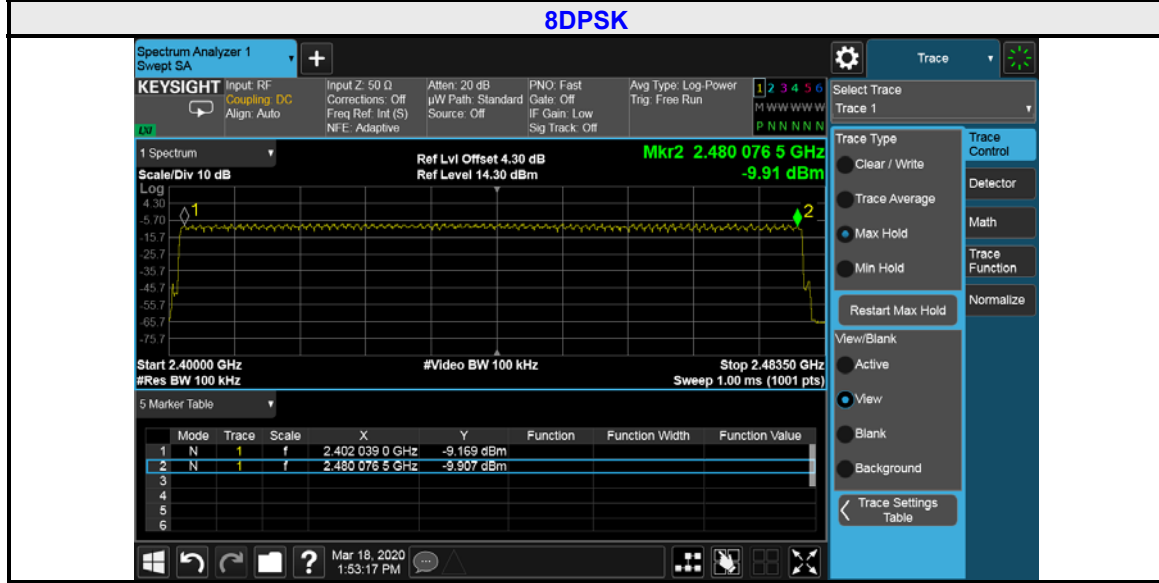 8DPSK
Spectrum Analyzer 1
Swept SA
+
Trace
KEYSIGHT
Input: RF
Coupling: DC
Align: Auto
Input Z: 50 Ω
Corrections: Off
Freq Ref: Int (S)
NFE: Adaptive
Atten: 20 dB
µW Path: Standard
Source: Off
PNO: Fast
Gate: Off
IF Gain: Low
Sig Track: Off
Avg Type: Log-Power
Trig: Free Run
1 2 3 4 5 6
M W W W W W
P N N N N N
LXI
Select Trace
Trace 1
1 Spectrum
Scale/Div 10 dB
Ref Lvl Offset 4.30 dB
Ref Level 14.30 dBm
Mkr2 2.480 076 5 GHz
-9.91 dBm
Log
4.30
-5.70
-15.7
-25.7
-35.7
-45.7
-55.7
-65.7
-75.7
1
2
Start 2.40000 GHz
#Video BW 100 kHz
Stop 2.48350 GHz
#Res BW 100 kHz
Sweep 1.00 ms (1001 pts)
5 Marker Table
Mode Trace Scale X Y Function Function Width Function Value
1 N 1 f 2.402 039 0 GHz -9.169 dBm
2 N 1 f 2.480 076 5 GHz -9.907 dBm
3
4
5
6
Trace Type
Clear / Write
Trace Average
Max Hold
Min Hold
Restart Max Hold
View/Blank
Active
View
Blank
Background
Trace Settings
Table
Trace
Control
Detector
Math
Trace
Function
Normalize
?
Mar 18, 2020
1:53:17 PM